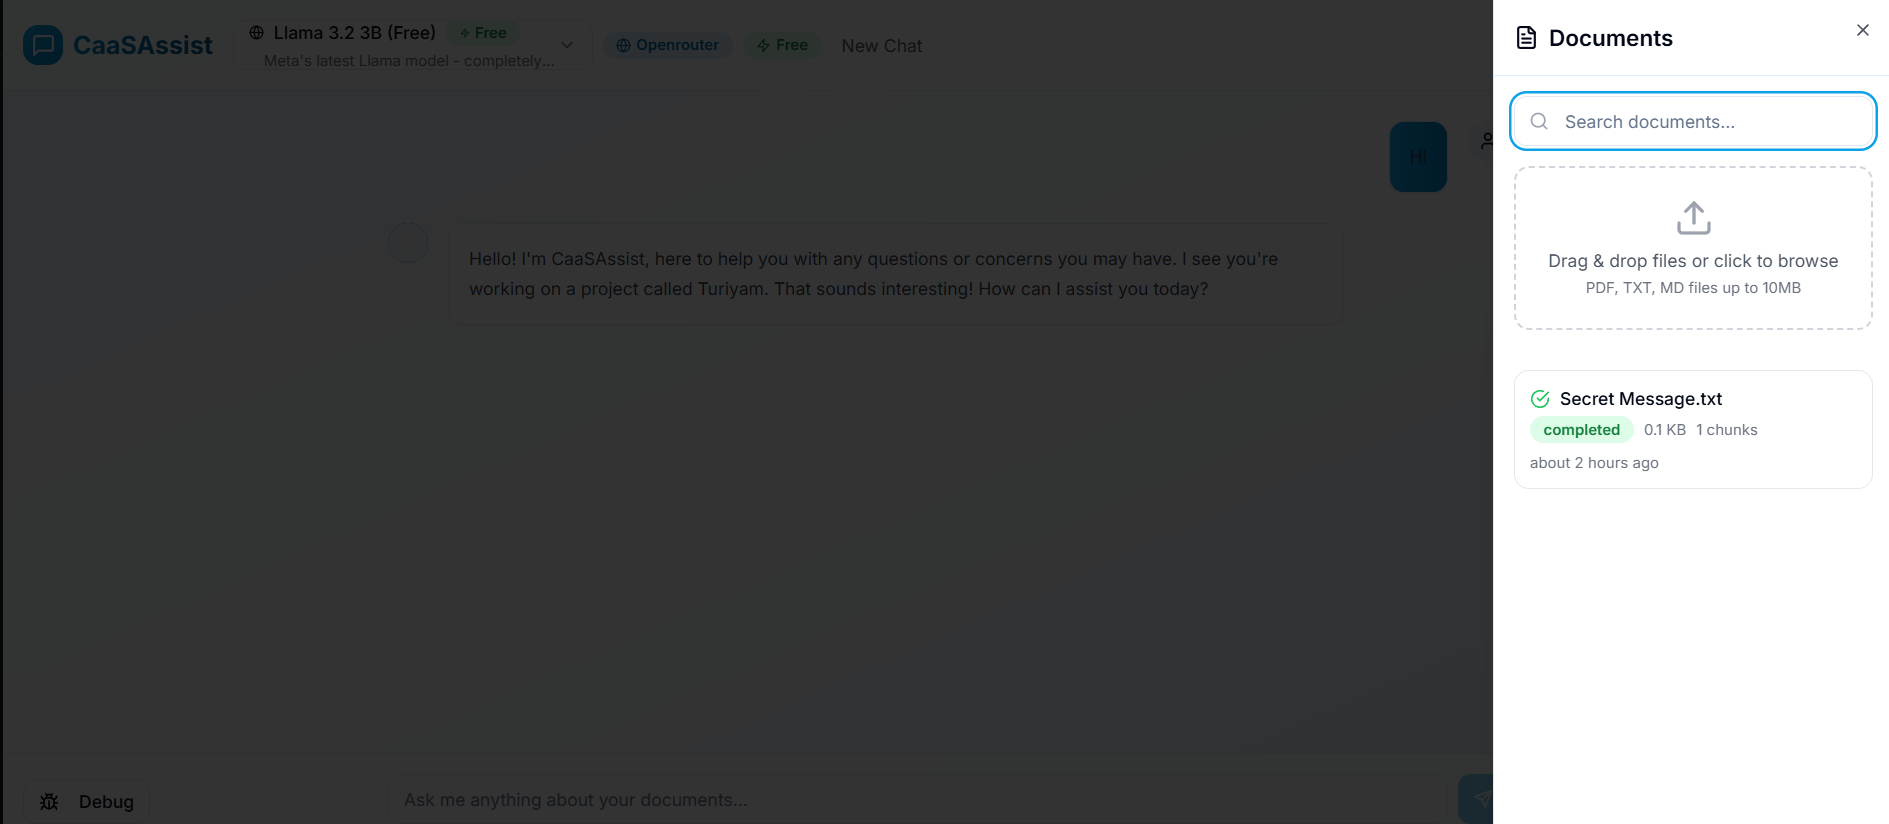 CaaSAssist
Llama 3.2 3B (Free)
Free
Meta's latest Llama model - completely...
Openrouter
Free
New Chat
Hi
Hello! I'm CaaSAssist, here to help you with any questions or concerns you may have. I see you're
working on a project called Turiyam. That sounds interesting! How can I assist you today?
Debug
Ask me anything about your documents...
Documents
Search documents...
Drag & drop files or click to browse
PDF, TXT, MD files up to 10MB
Secret Message.txt
completed 0.1 KB 1 chunks
about 2 hours ago